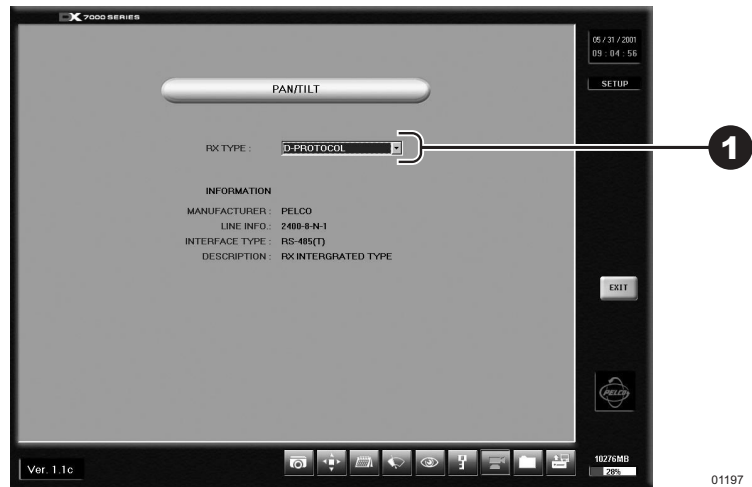 DX 7000 SERIES
05 / 31 / 2001
09 : 04 : 56
SETUP
PAN/TILT
RX TYPE : D-PROTOCOL
1
INFORMATION
MANUFACTURER : PELCO
LINE INFO.: 2400-8-N-1
INTERFACE TYPE : RS-485(T)
DESCRIPTION : RX INTERGRATED TYPE
EXIT
PELCO
Ver. 1.1c
10276MB
28%
01197